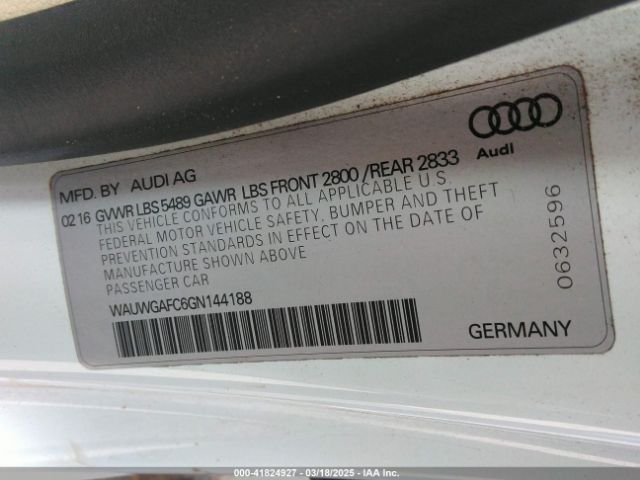 Audi
MFD. BY AUDI AG
02 16 GVWR LBS 5489 GAWR LBS FRONT 2800 /REAR 2833
THIS VEHICLE CONFORMS TO ALL APPLICABLE U.S.
FEDERAL MOTOR VEHICLE SAFETY, BUMPER AND THEFT
PREVENTION STANDARDS IN EFFECT ON THE DATE OF
MANUFACTURE SHOWN ABOVE
PASSENGER CAR
WAUWGAFC6GN144188
GERMANY
0632596
000-41824927 - 03/18/2025 - IAA, Inc.